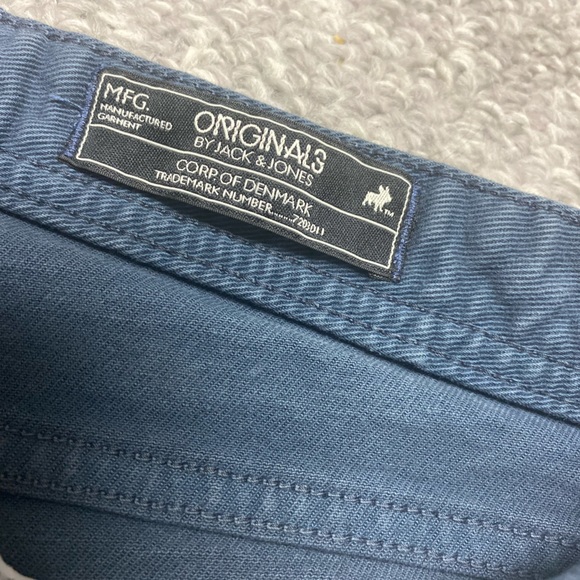 MFG.
MANUFACTURED
GARMENT
ORIGINALS
BY JACK & JONES
CORP. OF DENMARK
TRADEMARK NUMBER
TM